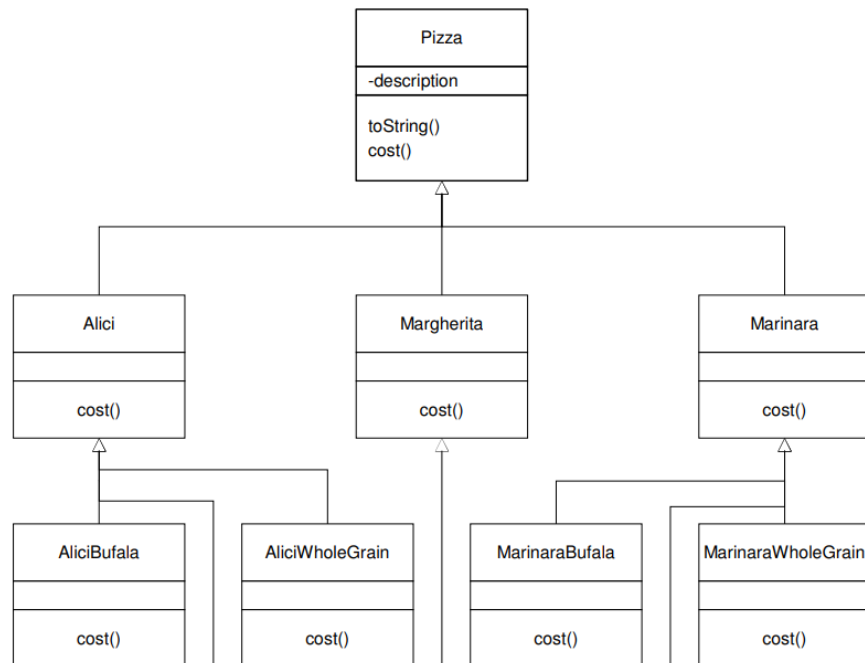 Pizza
-description
toString()
cost()
Alici
Margherita
Marinara
cost()
cost()
cost()
AliciBufala
AliciWholeGrain
MarinaraBufala
MarinaraWholeGrain
cost()
cost()
cost()
cost()